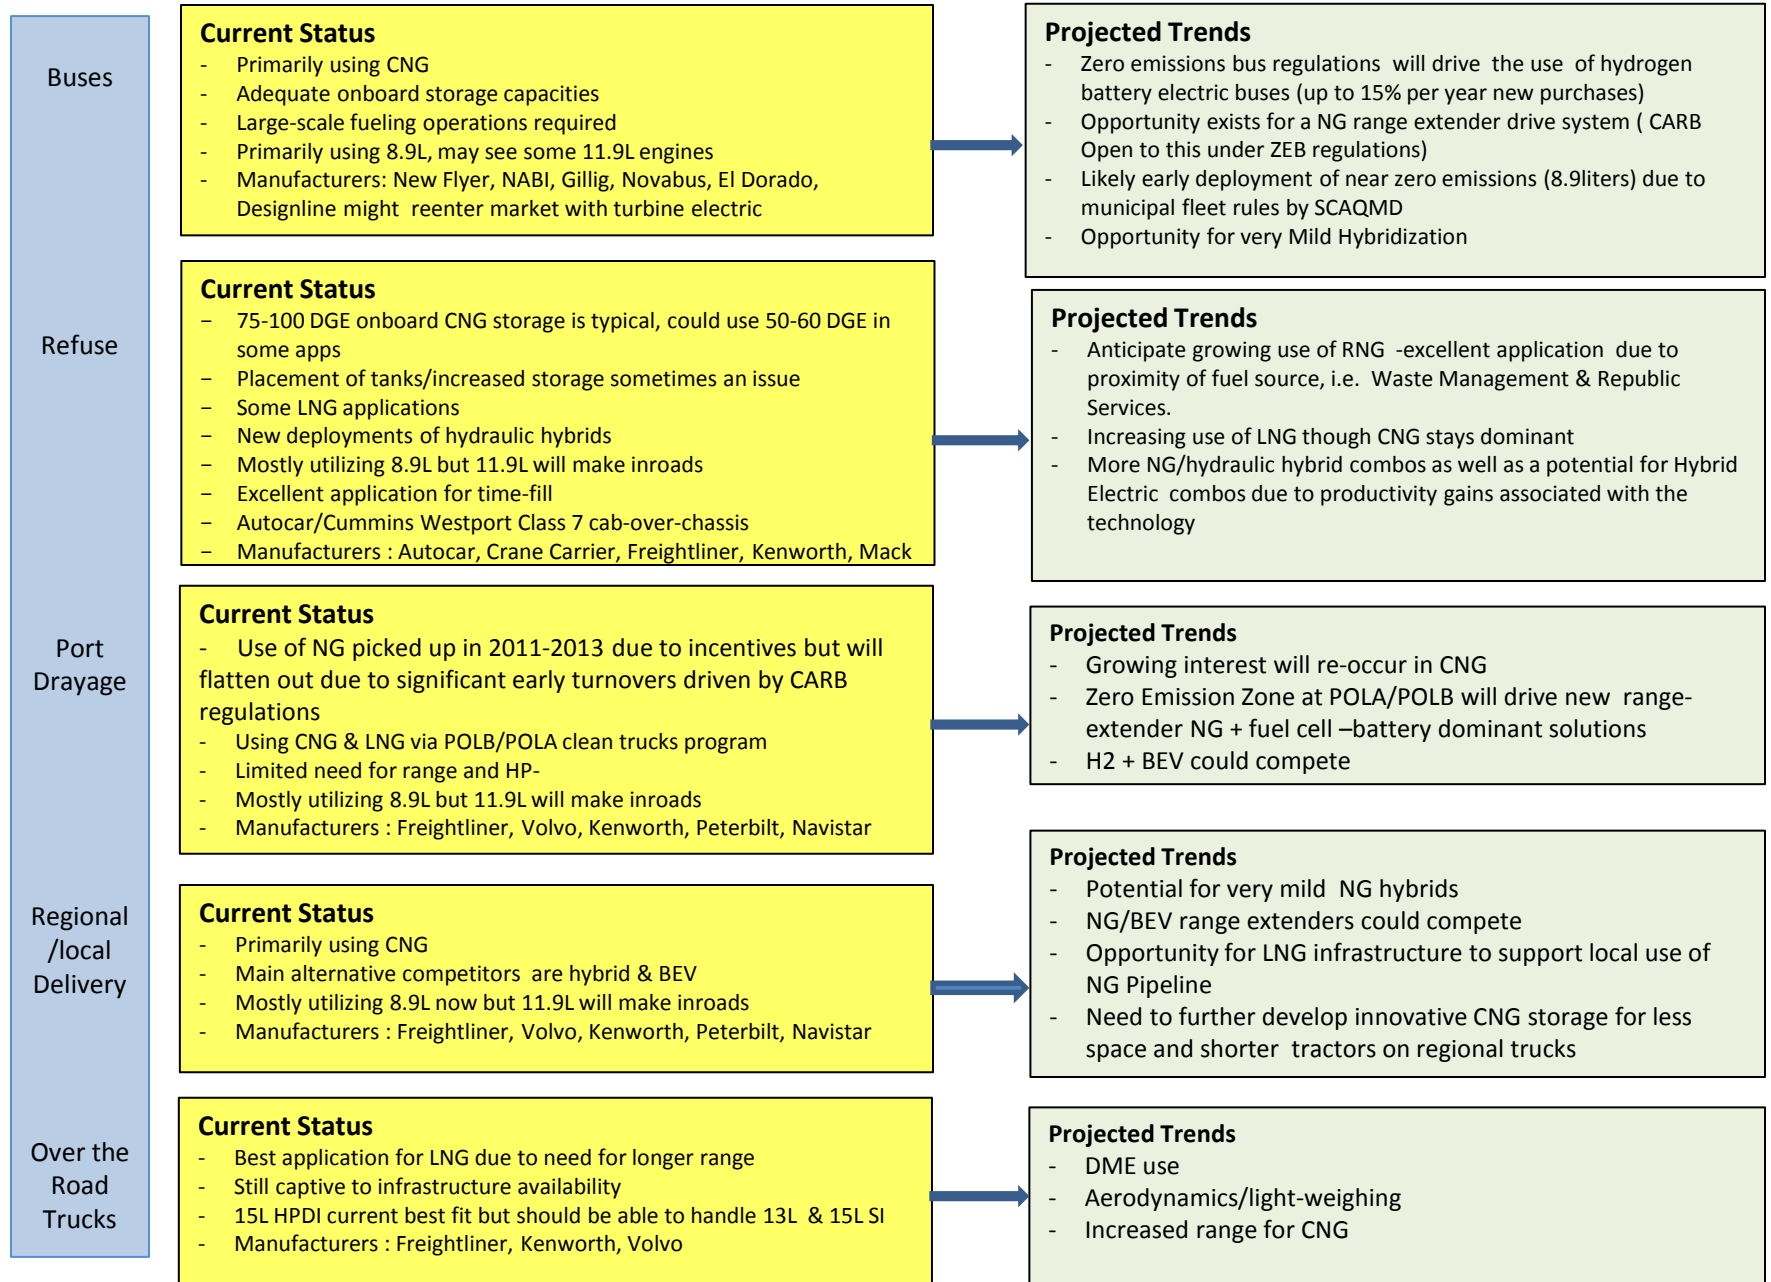 Buses
Current Status
- Primarily using CNG
- Adequate onboard storage capacities
- Large-scale fueling operations required
- Primarily using 8.9L, may see some 11.9L engines
- Manufacturers: New Flyer, NABI, Gillig, Novabus, El Dorado,
Designline might reenter market with turbine electric
Projected Trends
- Zero emissions bus regulations will drive the use of hydrogen
battery electric buses (up to 15% per year new purchases)
- Opportunity exists for a NG range extender drive system ( CARB
Open to this under ZEB regulations)
- Likely early deployment of near zero emissions (8.9liters) due to
municipal fleet rules by SCAQMD
- Opportunity for very Mild Hybridization
Refuse
Current Status
− 75-100 DGE onboard CNG storage is typical, could use 50-60 DGE in
some apps
− Placement of tanks/increased storage sometimes an issue
− Some LNG applications
− New deployments of hydraulic hybrids
− Mostly utilizing 8.9L but 11.9L will make inroads
− Excellent application for time-fill
− Autocar/Cummins Westport Class 7 cab-over-chassis
− Manufacturers : Autocar, Crane Carrier, Freightliner, Kenworth, Mack
Projected Trends
- Anticipate growing use of RNG -excellent application due to
proximity of fuel source, i.e. Waste Management & Republic
Services.
- Increasing use of LNG though CNG stays dominant
- More NG/hydraulic hybrid combos as well as a potential for Hybrid
Electric combos due to productivity gains associated with the
technology
Port
Drayage
Current Status
- Use of NG picked up in 2011-2013 due to incentives but will
flatten out due to significant early turnovers driven by CARB
regulations
- Using CNG & LNG via POLB/POLA clean trucks program
- Limited need for range and HP-
- Mostly utilizing 8.9L but 11.9L will make inroads
- Manufacturers : Freightliner, Volvo, Kenworth, Peterbilt, Navistar
Projected Trends
- Growing interest will re-occur in CNG
- Zero Emission Zone at POLA/POLB will drive new range-
extender NG + fuel cell –battery dominant solutions
- H2 + BEV could compete
Regional
/local
Delivery
Current Status
- Primarily using CNG
- Main alternative competitors are hybrid & BEV
- Mostly utilizing 8.9L now but 11.9L will make inroads
- Manufacturers : Freightliner, Volvo, Kenworth, Peterbilt, Navistar
Projected Trends
- Potential for very mild NG hybrids
- NG/BEV range extenders could compete
- Opportunity for LNG infrastructure to support local use of
NG Pipeline
- Need to further develop innovative CNG storage for less
space and shorter tractors on regional trucks
Over the
Road
Trucks
Current Status
- Best application for LNG due to need for longer range
- Still captive to infrastructure availability
- 15L HPDI current best fit but should be able to handle 13L & 15L SI
- Manufacturers : Freightliner, Kenworth, Volvo
Projected Trends
- DME use
- Aerodynamics/light-weighing
- Increased range for CNG